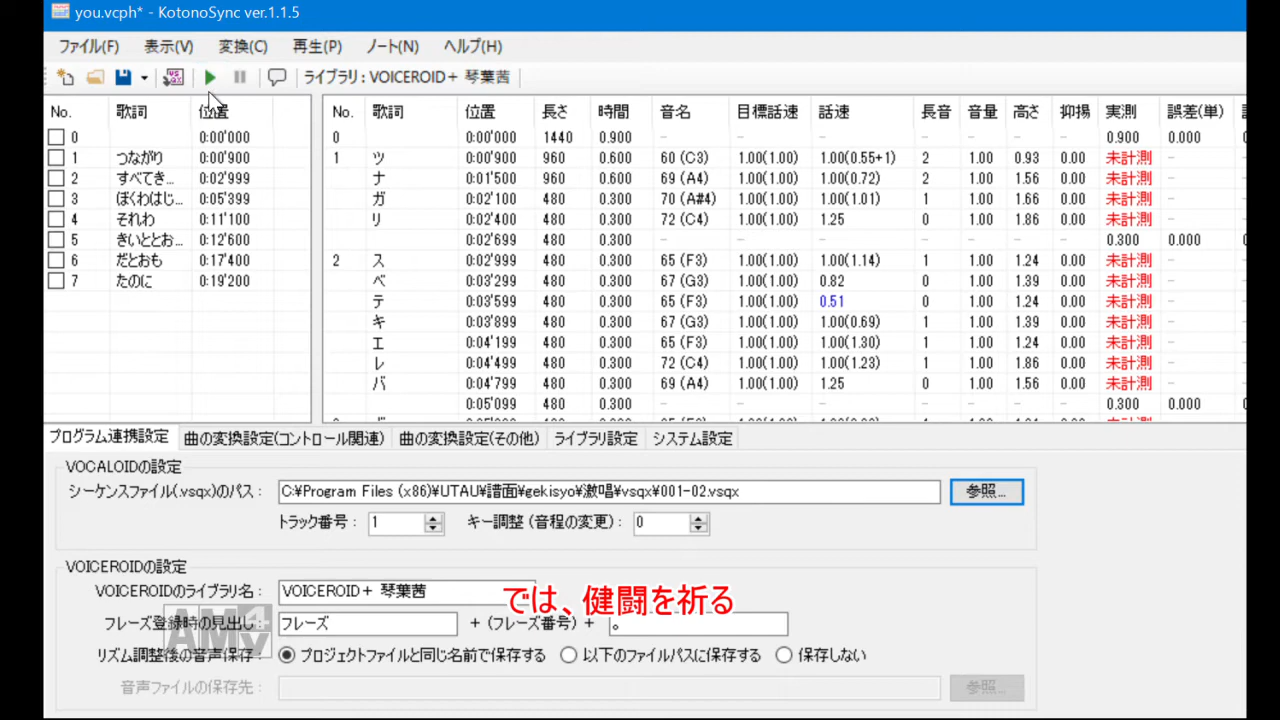 you.vcph* - KotonoSync ver.1.1.5
ファイル(F) 表示(V) 変換(C) 再生(P) ノート(N) ヘルプ(H)
ライブラリ : VOICEROID+ 琴葉茜
No. 歌詞 位置
0 0:00'000
1 つながり 0:00'900
2 すべてき... 0:02'999
3 ぼくわはじ... 0:05'399
4 それわ 0:11'100
5 きいととお... 0:12'600
6 だとおも 0:17'400
7 たのに 0:19'200
No. 歌詞 位置 長さ 時間 音名 目標話速 話速 長音 音量 高さ 抑揚 実測 誤差(単)
0 0:00'000 1440 0.900 – – – – – – – 0.900 0.000
1 ツ 0:00'900 960 0.600 60 (C3) 1.00(1.00) 1.00(0.55+1) 2 1.00 0.93 0.00 未計測 –
ナ 0:01'500 960 0.600 69 (A4) 1.00(1.00) 1.00(0.72) 2 1.00 1.56 0.00 未計測 –
ガ 0:02'100 480 0.300 70 (A#4) 1.00(1.00) 1.00(1.01) 1 1.00 1.66 0.00 未計測 –
リ 0:02'400 480 0.300 72 (C4) 1.00(1.00) 1.25 0 1.00 1.86 0.00 未計測 –
0:02'699 480 0.300 – – – – – – – 0.300 0.000
2 ス 0:02'999 480 0.300 65 (F3) 1.00(1.00) 1.00(1.14) 1 1.00 1.24 0.00 未計測 –
ベ 0:03'299 480 0.300 67 (G3) 1.00(1.00) 0.82 0 1.00 1.39 0.00 未計測 –
テ 0:03'599 480 0.300 65 (F3) 1.00(1.00) 0.51 0 1.00 1.24 0.00 未計測 –
キ 0:03'899 480 0.300 67 (G3) 1.00(1.00) 1.00(0.69) 1 1.00 1.39 0.00 未計測 –
エ 0:04'199 480 0.300 65 (F3) 1.00(1.00) 1.00(1.30) 1 1.00 1.24 0.00 未計測 –
レ 0:04'499 480 0.300 72 (C4) 1.00(1.00) 1.00(1.23) 1 1.00 1.86 0.00 未計測 –
バ 0:04'799 480 0.300 69 (A4) 1.00(1.00) 1.25 0 1.00 1.56 0.00 未計測 –
0:05'099 480 0.300 – – – – – – – 0.300 0.000
プログラム連携設定 曲の変換設定(コントロール関連) 曲の変換設定(その他) ライブラリ設定 システム設定
VOCALOIDの設定
シーケンスファイル(.vsqx)のパス : C:¥Program Files (x86)¥UTAU¥譜面¥gekisyo¥激唱¥vsqx¥001-02.vsqx 参照...
トラック番号 : 1 キー調整 (音程の変更) : 0
VOICEROIDの設定
VOICEROIDのライブラリ名 : VOICEROID+ 琴葉茜
では、健闘を祈る
フレーズ登録時の見出し : フレーズ + (フレーズ番号) + 。
AM4y
リズム調整後の音声保存 : プロジェクトファイルと同じ名前で保存する 以下のファイルパスに保存する 保存しない
音声ファイルの保存先 : 参照...